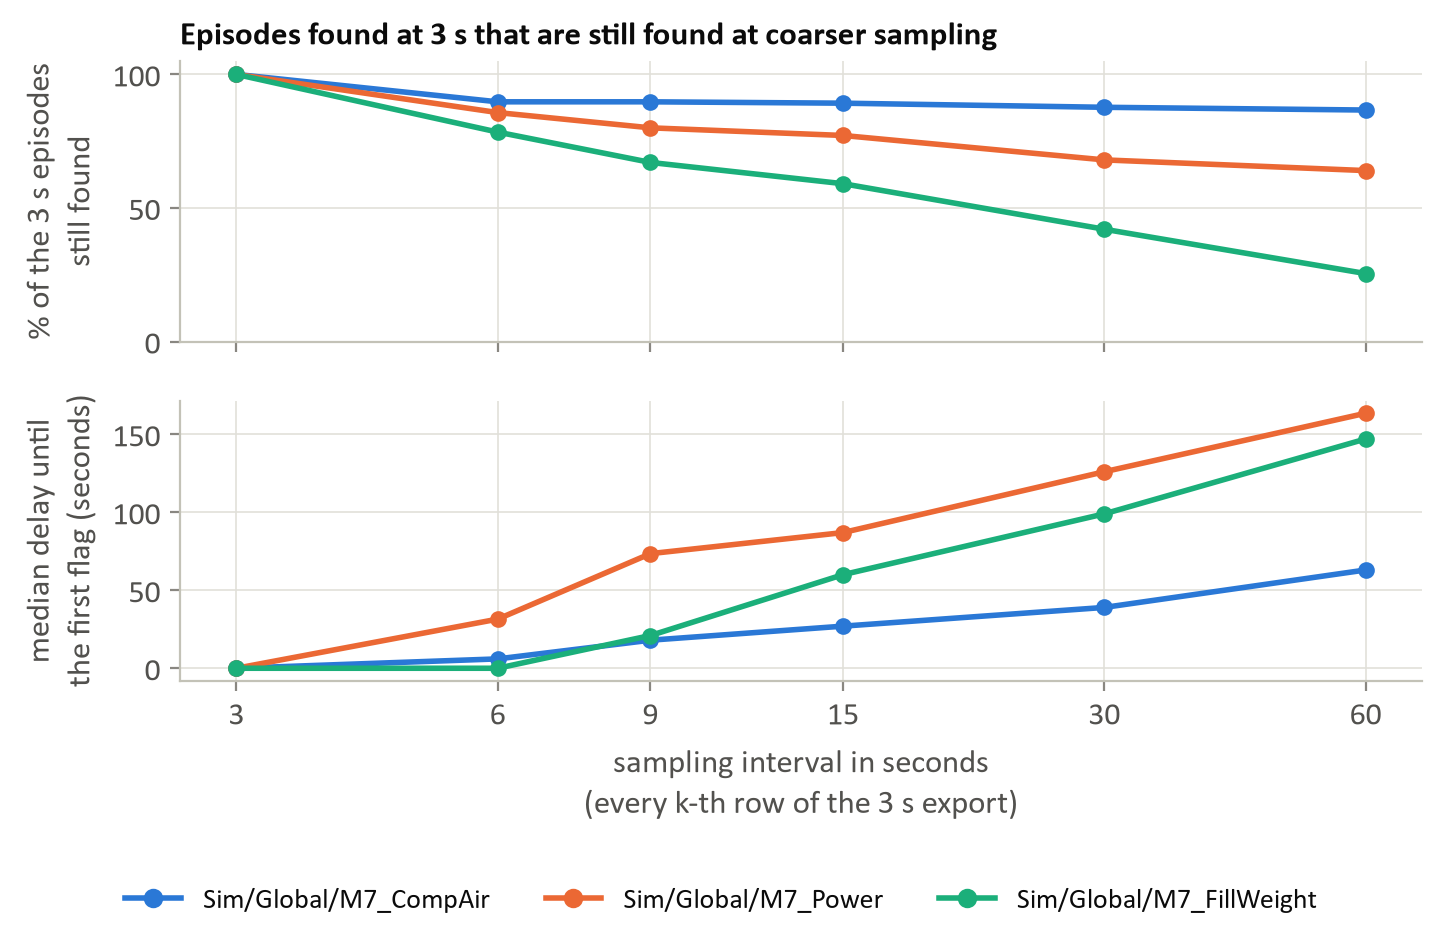 Episodes found at 3 s that are still found at coarser sampling
% of the 3 s episodes
still found
100
50
0
median delay until
the first flag (seconds)
150
100
50
0
3 6 9 15 30 60
sampling interval in seconds
(every k-th row of the 3 s export)
Sim/Global/M7_CompAir Sim/Global/M7_Power Sim/Global/M7_FillWeight